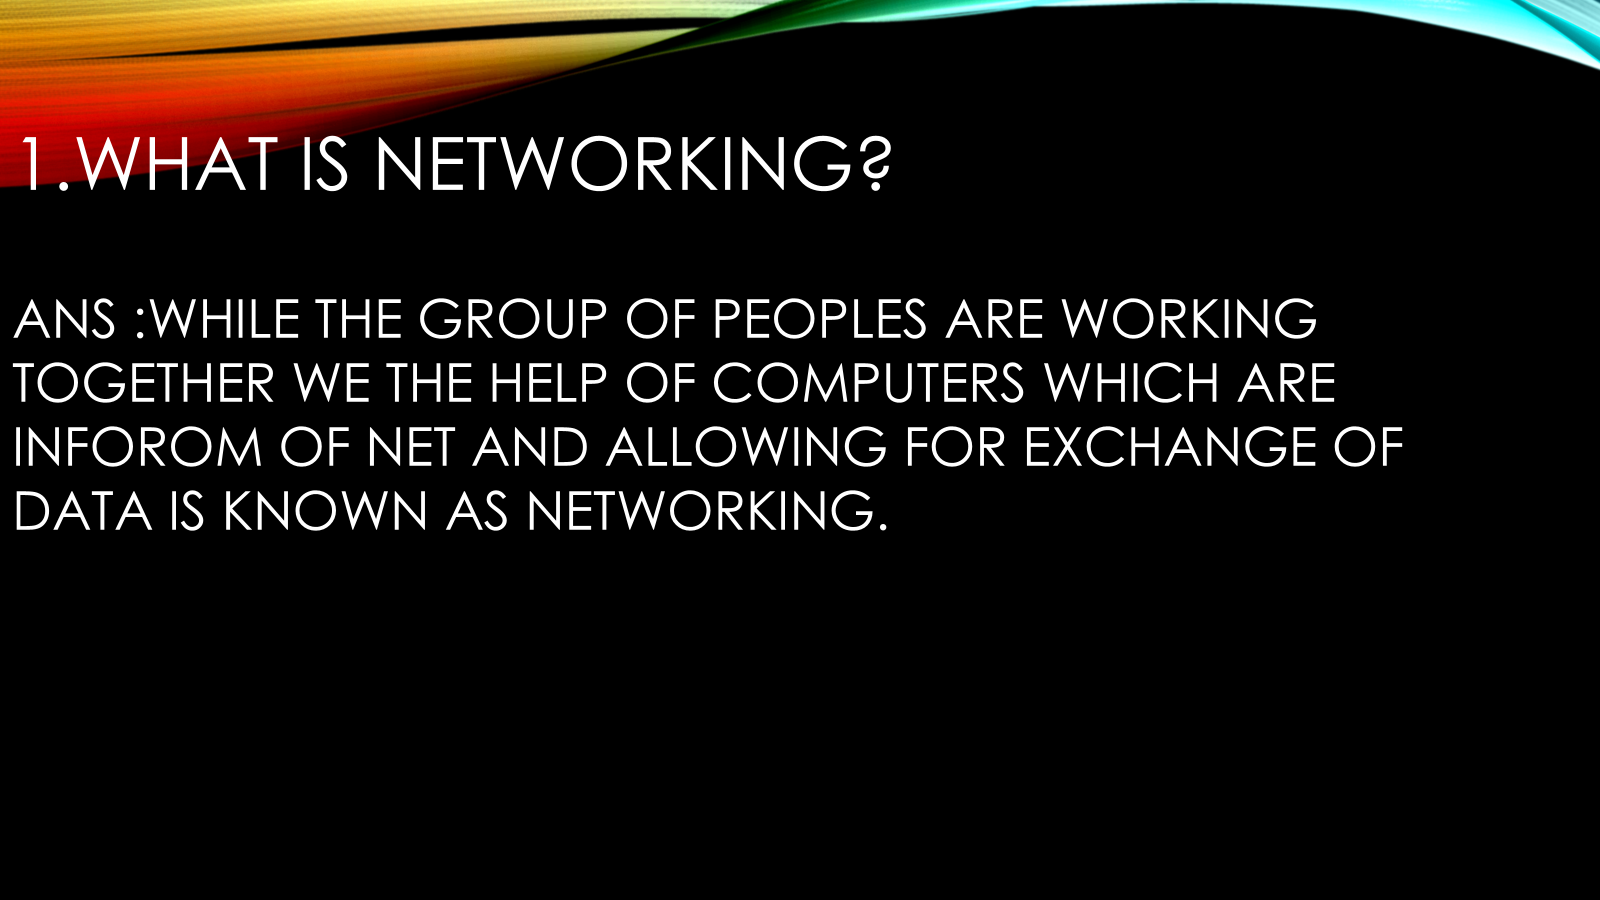 1.WHAT IS NETWORKING?
ANS :WHILE THE GROUP OF PEOPLES ARE WORKING
TOGETHER WE THE HELP OF COMPUTERS WHICH ARE
INFOROM OF NET AND ALLOWING FOR EXCHANGE OF
DATA IS KNOWN AS NETWORKING.